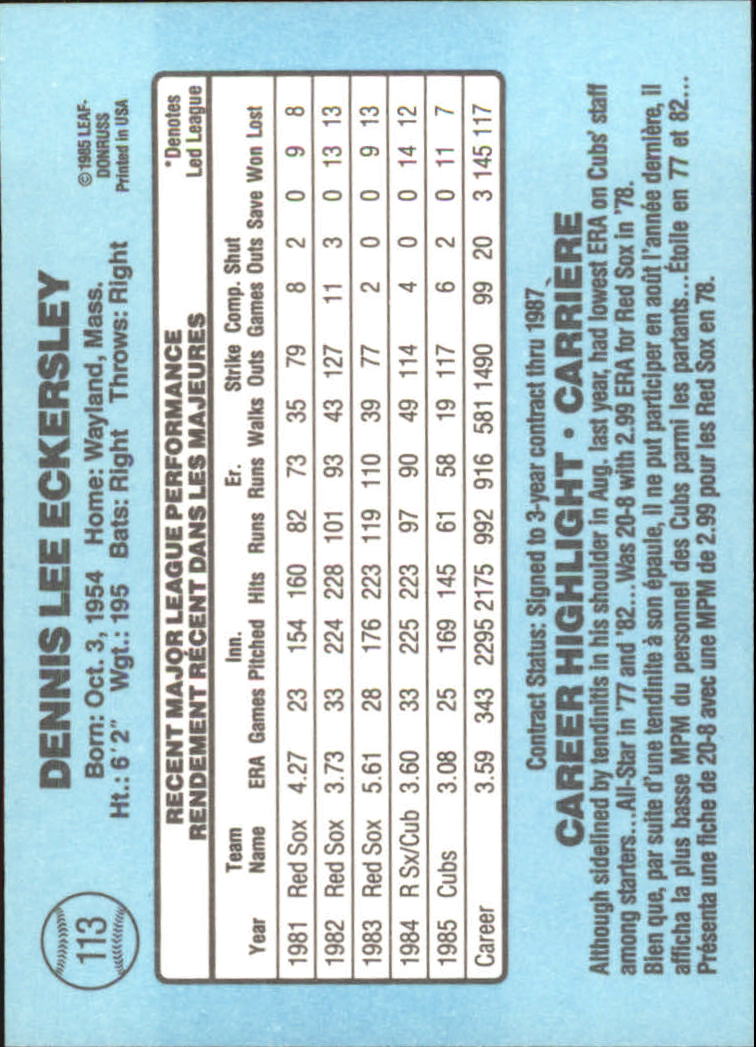 113
DENNIS LEE ECKERSLEY
Born: Oct. 3, 1954 Home: Wayland, Mass.
Ht.: 6'2" Wgt.: 195 Bats: Right Throws: Right
© 1985 LEAF-
DONRUSS
Printed in USA
RECENT MAJOR LEAGUE PERFORMANCE
RENDEMENT RÉCENT DANS LES MAJEURES
*Denotes
Led League
Team Inn. Er. Strike Comp. Shut
Year Name ERA Games Pitched Hits Runs Runs Walks Outs Games Outs Save Won Lost
1981 Red Sox 4.27 23 154 160 82 73 35 79 8 2 0 9 8
1982 Red Sox 3.73 33 224 228 101 93 43 127 11 3 0 13 13
1983 Red Sox 5.61 28 176 223 119 110 39 77 2 0 0 9 13
1984 R Sx/Cub 3.60 33 225 223 97 90 49 114 4 0 0 14 12
1985 Cubs 3.08 25 169 145 61 58 19 117 6 2 0 11 7
Career 3.59 343 2295 2175 992 916 581 1490 99 20 3 145 117
Contract Status: Signed to 3-year contract thru 1987
CAREER HIGHLIGHT • CARRIÈRE
Although sidelined by tendinitis in his shoulder in Aug. last year, had lowest ERA on Cubs' staff
among starters...All-Star in '77 and '82...Was 20-8 with 2.99 ERA for Red Sox in '78.
Bien que, par suite d'une tendinite à son épaule, il ne put participer en août l'année dernière, il
afficha la plus basse MPM du personnel des Cubs parmi les partants...Étoile en 77 et 82....
Présenta une fiche de 20-8 avec une MPM de 2.99 pour les Red Sox en 78.